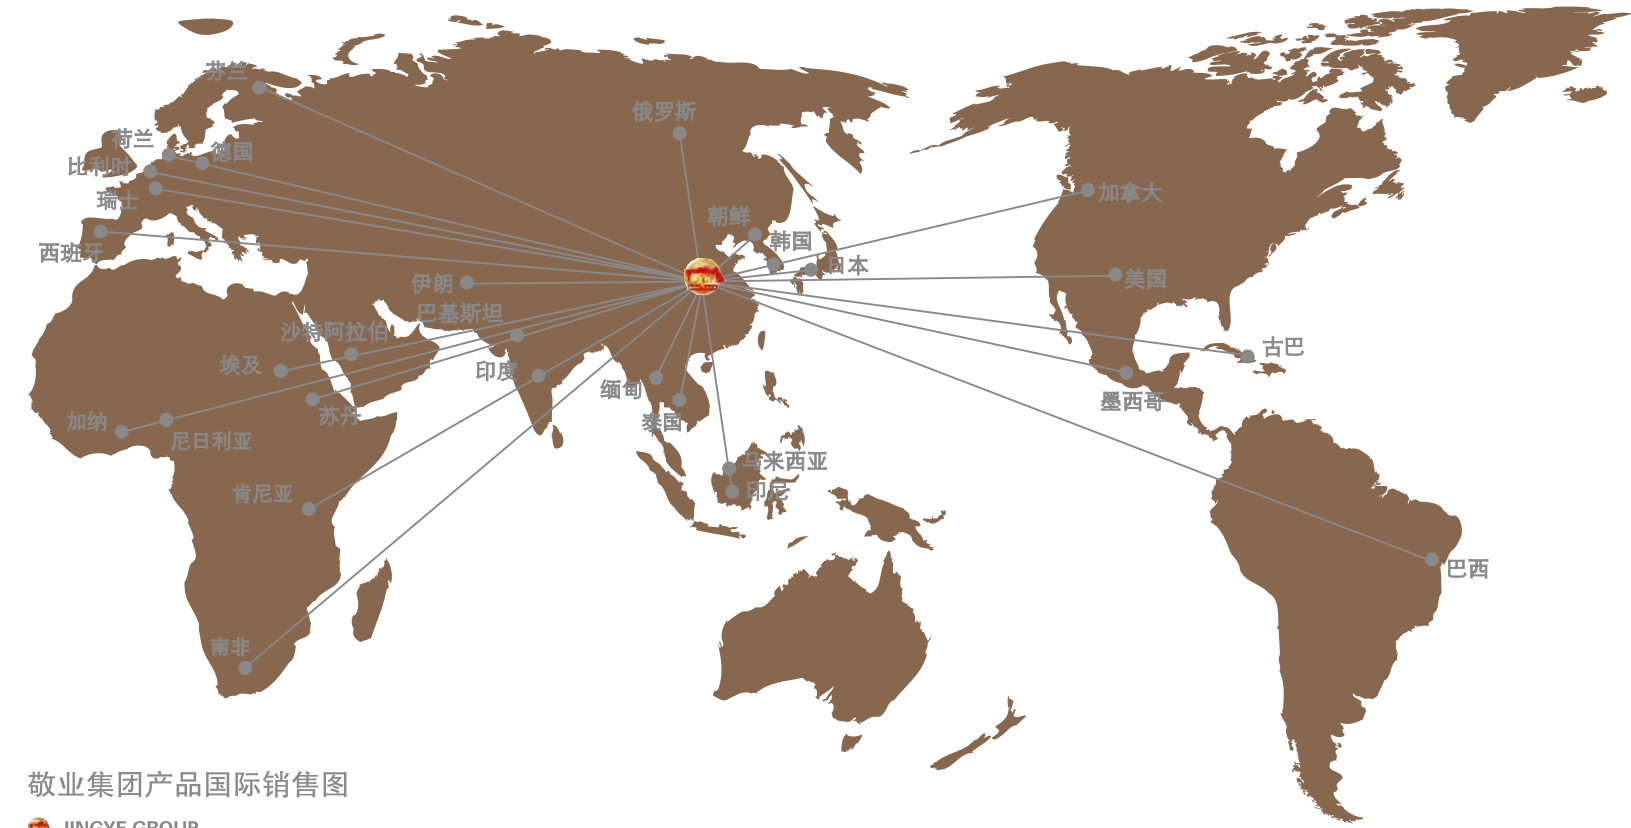 芬兰
俄罗斯
荷兰
德国
比利时
瑞士
加拿大
朝鲜
韩国
西班牙
日本
伊朗
美国
巴基斯坦
沙特阿拉伯
古巴
埃及
印度
缅甸
墨西哥
苏丹
加纳
泰国
尼日利亚
马来西亚
印尼
肯尼亚
巴西
南非
敬业集团产品国际销售图
JINGYE GROUP